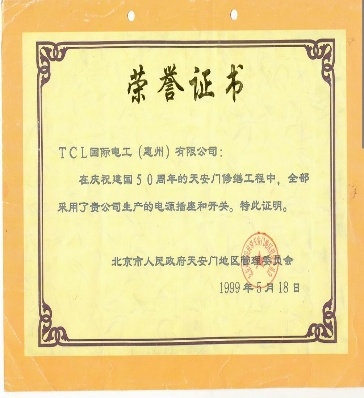 荣誉证书
TCL国际电工（惠州）有限公司：
在庆祝建国50周年的天安门修缮工程中，全部
采用了贵公司生产的电源插座和开关。特此证明。
北京市人民政府天安门地区管理委员会
1999年5月18日